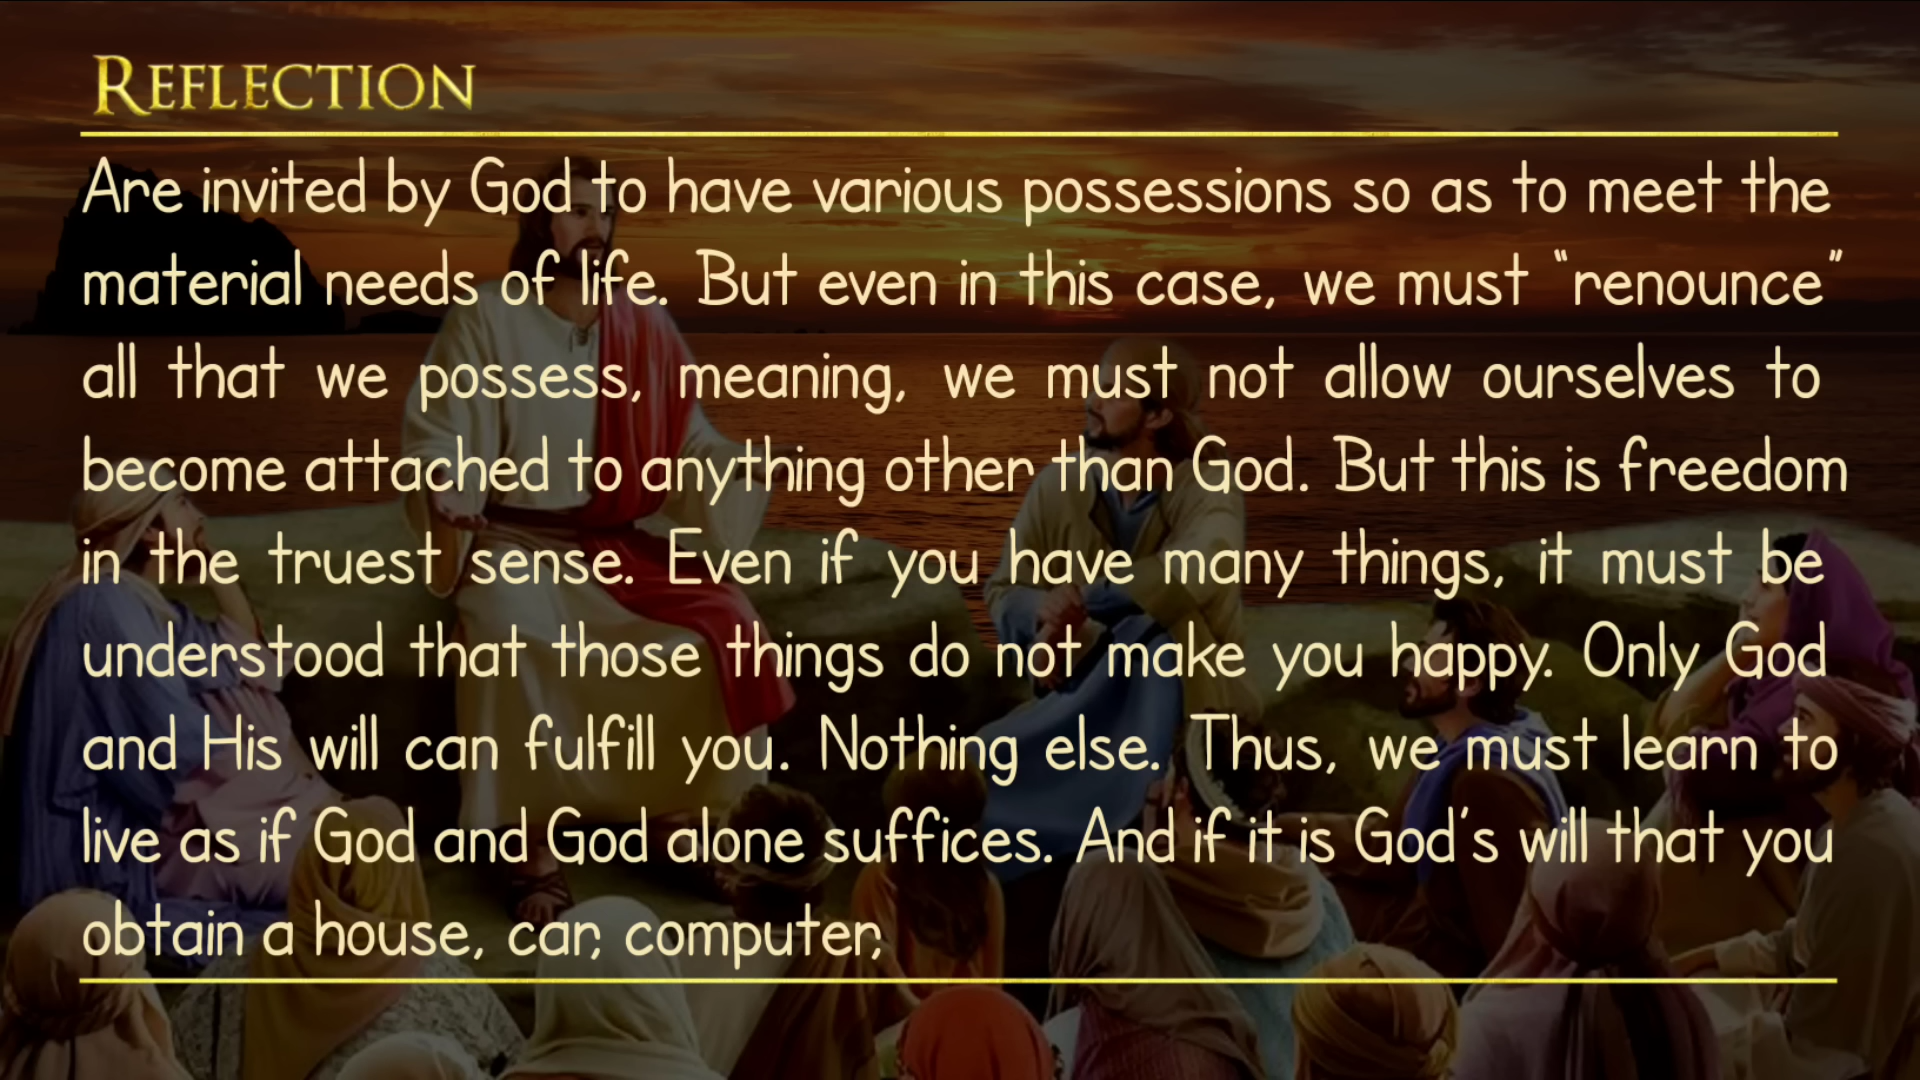 REFLECTION
Are invited by God to have various possessions so as to meet the
material needs of life. But even in this case, we must “renounce”
all that we possess, meaning, we must not allow ourselves to
become attached to anything other than God. But this is freedom
in the truest sense. Even if you have many things, it must be
understood that those things do not make you happy. Only God
and His will can fulfill you. Nothing else. Thus, we must learn to
live as if God and God alone suffices. And if it is God’s will that you
obtain a house, car, computer,